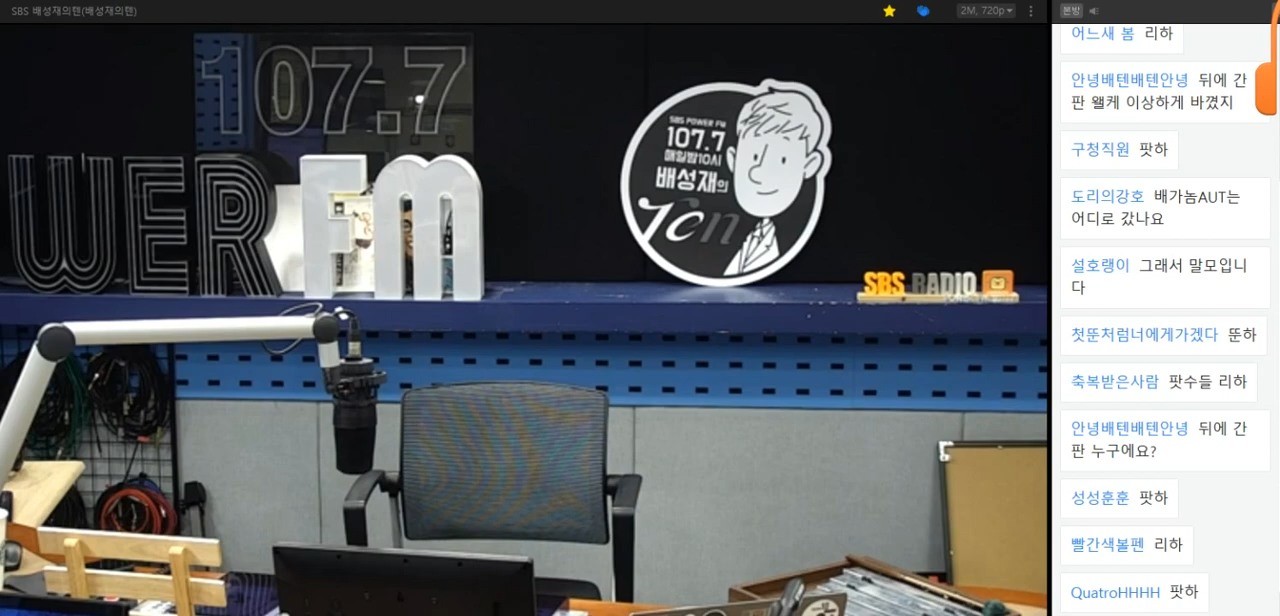 SBS 배성재의텐(배성재의텐)
2M, 720p
107.7
WER FM
SBS POWER FM
107.7
매일밤10시
배성재의
Ten
SBS RADIO
본방
어느새 봄 리하
안녕배텐배텐안녕 뒤에 간
판 왤케 이상하게 바꼈지
구청직원 팟하
도리의강호 배가놈AUT는
어디로 갔나요
설호랭이 그래서 말모입니
다
첫뚠처럼너에게가겠다 뚠하
축복받은사람 팟수들 리하
안녕배텐배텐안녕 뒤에 간
판 누구에요?
성성훈훈 팟하
빨간색볼펜 리하
QuatroHHHH 팟하